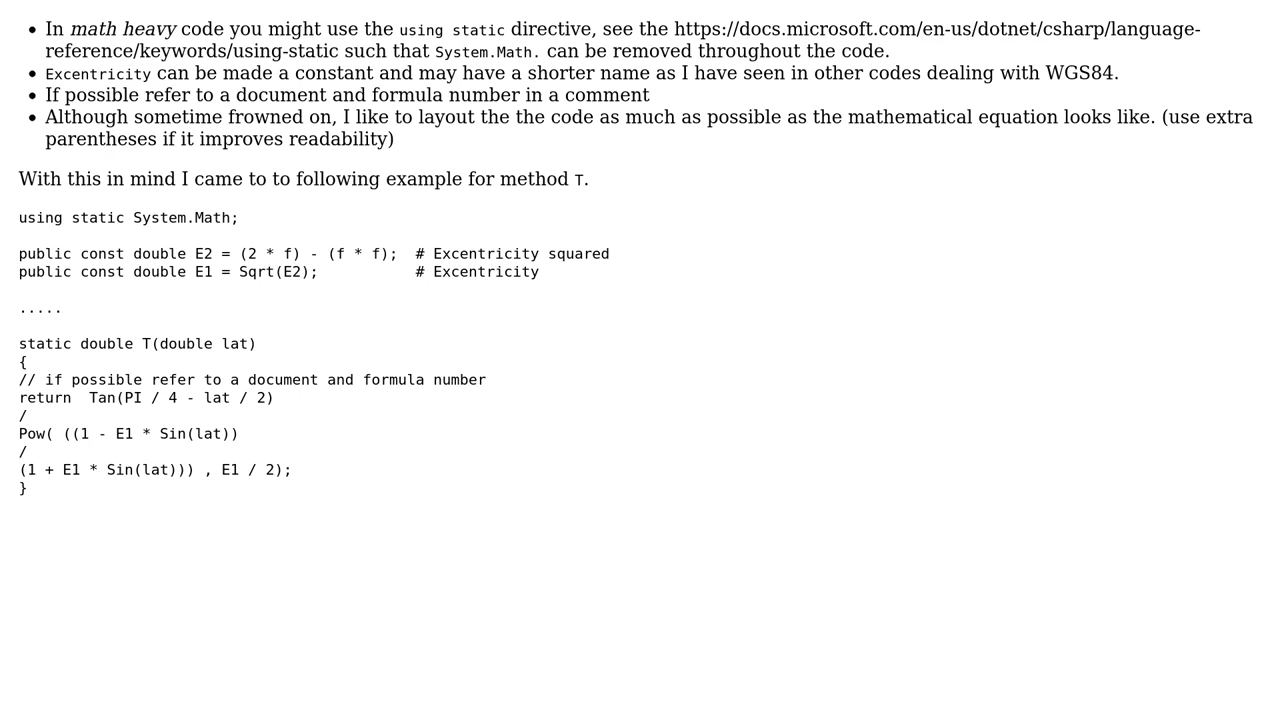 In math heavy code you might use the using static directive, see the https://docs.microsoft.com/en-us/dotnet/csharp/language-
reference/keywords/using-static such that System.Math. can be removed throughout the code.
Excentricity can be made a constant and may have a shorter name as I have seen in other codes dealing with WGS84.
If possible refer to a document and formula number in a comment
Although sometime frowned on, I like to layout the the code as much as possible as the mathematical equation looks like. (use extra
parentheses if it improves readability)
With this in mind I came to to following example for method T.
using static System.Math;
public const double E2 = (2 * f) - (f * f);  # Excentricity squared
public const double E1 = Sqrt(E2);           # Excentricity
.....
static double T(double lat)
{
// if possible refer to a document and formula number
return  Tan(PI / 4 - lat / 2)
/
Pow( ((1 - E1 * Sin(lat))
/
(1 + E1 * Sin(lat))) , E1 / 2);
}